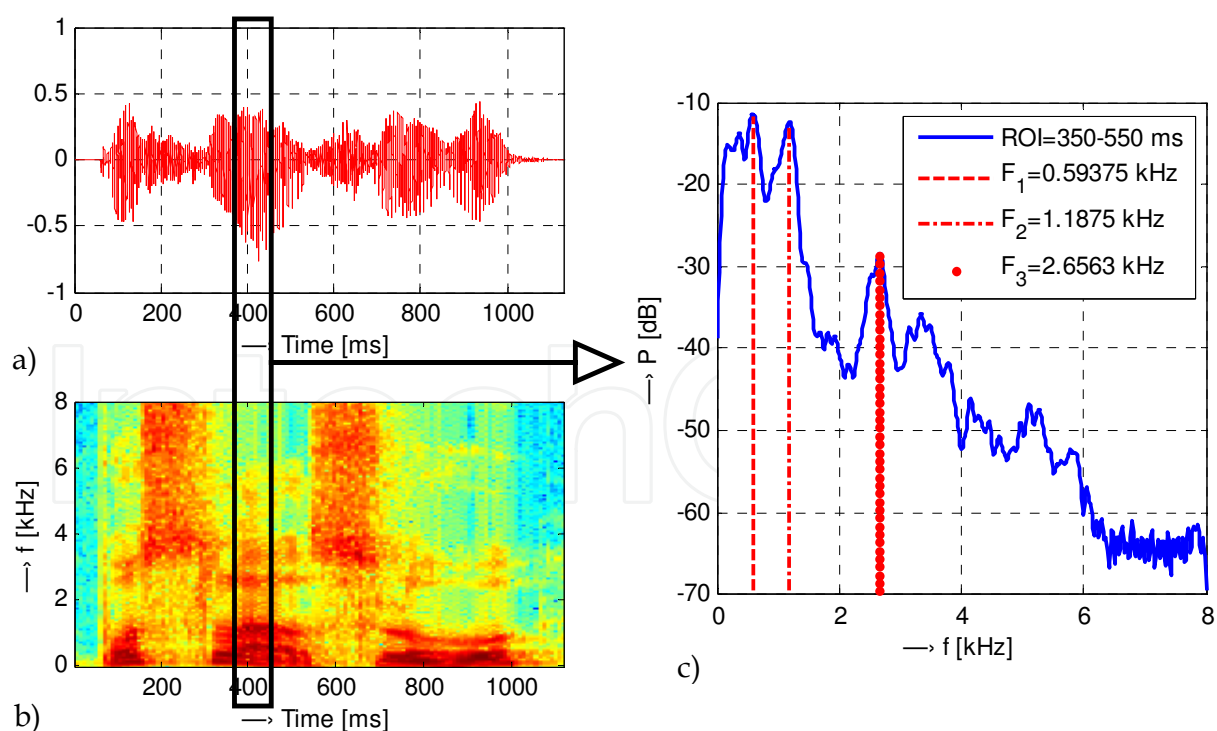 1
0.5
0
-0.5
-1
0 200 400 600 800 1000
⟶ Time [ms]
a)
8
6
4
2
0
⟶ f [kHz]
200 400 600 800 1000
⟶ Time [ms]
b)
-10
-20
-30
-40
-50
-60
-70
⟶ P [dB]
ROI=350-550 ms
F1=0.59375 kHz
F2=1.1875 kHz
F3=2.6563 kHz
0 2 4 6 8
⟶ f [kHz]
c)